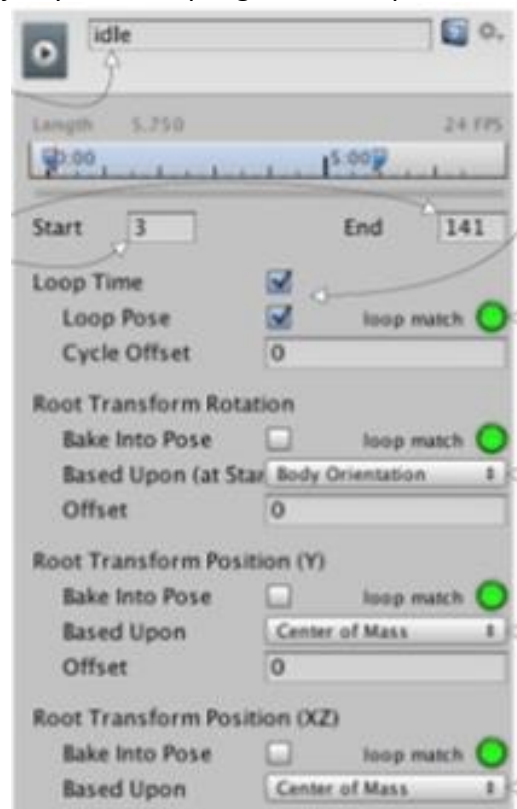 idle
Length 5.750 24 FPS
0:00 5:00
Start 3 End 141
Loop Time
Loop Pose loop match
Cycle Offset 0
Root Transform Rotation
Bake Into Pose loop match
Based Upon (at Star Body Orientation
Offset 0
Root Transform Position (Y)
Bake Into Pose loop match
Based Upon Center of Mass
Offset 0
Root Transform Position (XZ)
Bake Into Pose loop match
Based Upon Center of Mass